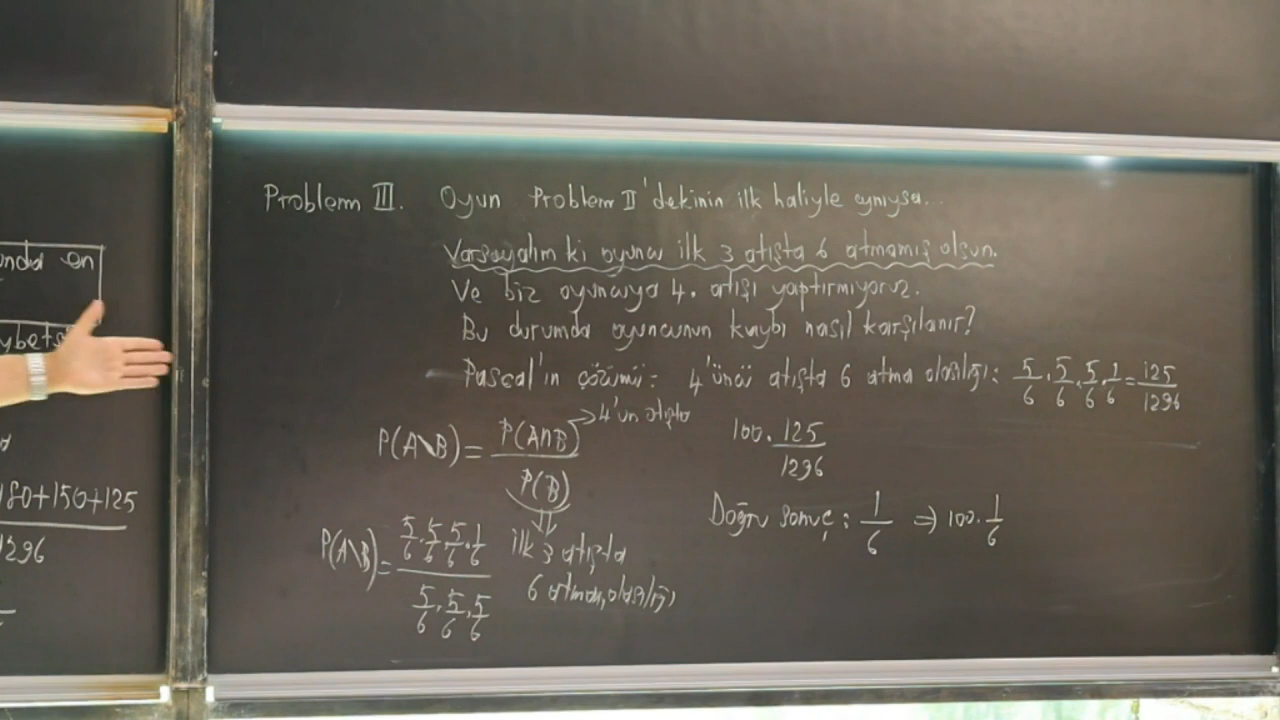 ında en
ybets
180+150+125
1296
Problem III. Oyun Problem II'dekinin ilk haliyle aynıysa..
Varsayalım ki oyuncu ilk 3 atışta 6 atmamış olsun.
Ve biz oyuncuya 4. atışı yaptırmıyoruz.
Bu durumda oyuncunun kaybı nasıl karşılanır?
Pascal'ın çözümü: 4'üncü atışta 6 atma olasılığı: 5/6 . 5/6 . 5/6 . 1/6 = 125/1296
P(A\B) = P(A∩B)/P(B) → 4'ün atışta
100 . 125/1296
P(A\B) = (5/6 . 5/6 . 5/6 . 1/6)/(5/6 . 5/6 . 5/6)
⇓ ilk 3 atışta
6 atmama olasılığı
Doğru sonuç : 1/6 ⇒ 100 . 1/6